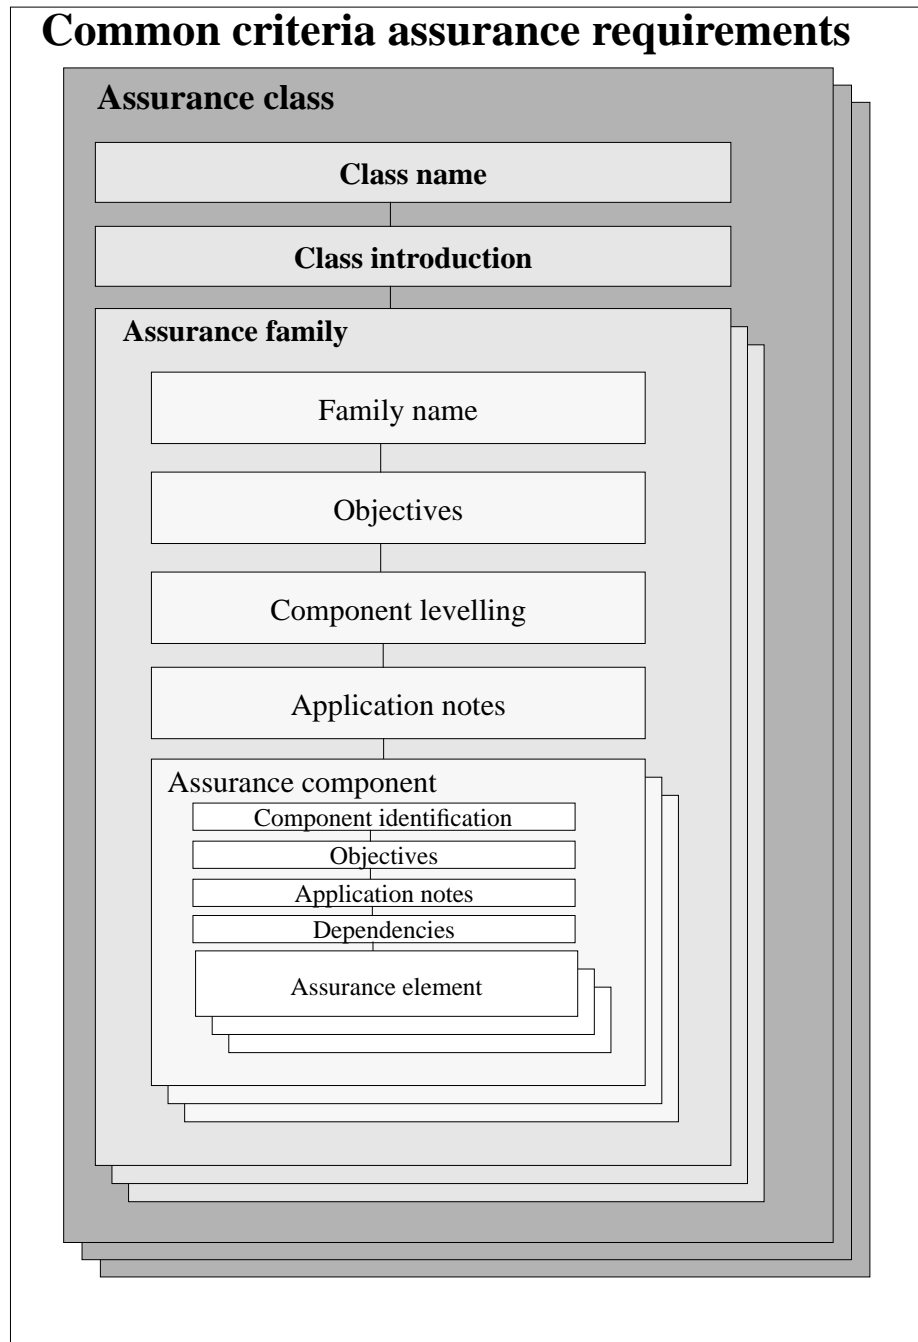 Common criteria assurance requirements
Assurance class
Class name
Class introduction
Assurance family
Family name
Objectives
Component levelling
Application notes
Assurance component
Component identification
Objectives
Application notes
Dependencies
Assurance element